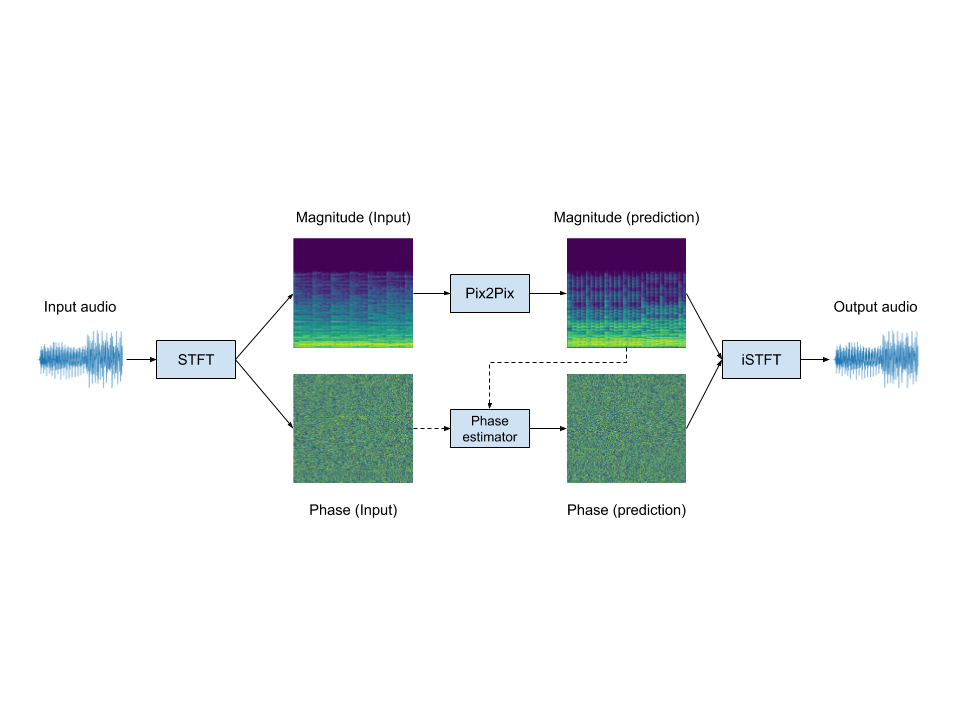 Magnitude (Input)
Magnitude (prediction)
Pix2Pix
Input audio
Output audio
STFT
iSTFT
Phase
estimator
Phase (Input)
Phase (prediction)